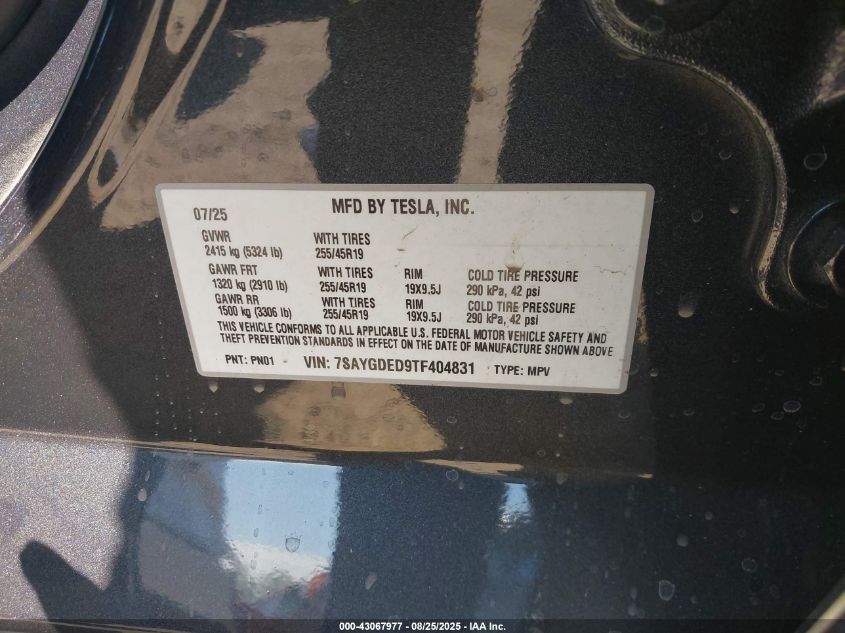 07/25 MFD BY TESLA, INC.
GVWR WITH TIRES
2415 kg (5324 lb) 255/45R19
GAWR FRT WITH TIRES RIM COLD TIRE PRESSURE
1320 kg (2910 lb) 255/45R19 19X9.5J 290 kPa, 42 psi
GAWR RR WITH TIRES RIM COLD TIRE PRESSURE
1500 kg (3306 lb) 255/45R19 19X9.5J 290 kPa, 42 psi
THIS VEHICLE CONFORMS TO ALL APPLICABLE U.S. FEDERAL MOTOR VEHICLE SAFETY AND
THEFT PREVENTION STANDARDS IN EFFECT ON THE DATE OF MANUFACTURE SHOWN ABOVE
PNT: PN01 VIN: 7SAYGDED9TF404831 TYPE: MPV
000-43067977 - 08/25/2025 - IAA Inc.